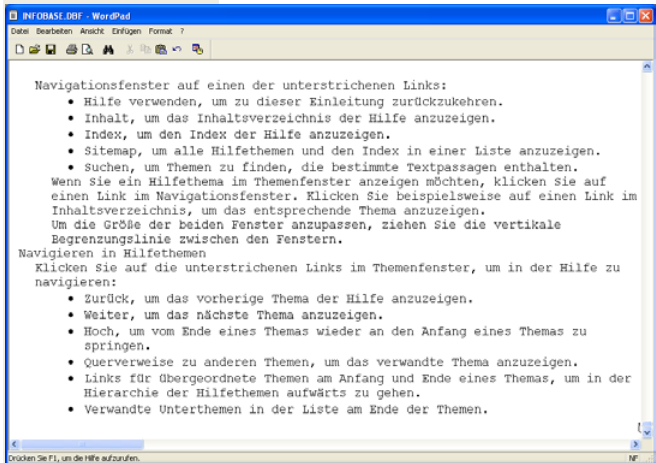 INFOBASE.DBF - WordPad
Datei Bearbeiten Ansicht Einfügen Format ?
Navigationsfenster auf einen der unterstrichenen Links:
• Hilfe verwenden, um zu dieser Einleitung zurückzukehren.
• Inhalt, um das Inhaltsverzeichnis der Hilfe anzuzeigen.
• Index, um den Index der Hilfe anzuzeigen.
• Sitemap, um alle Hilfethemen und den Index in einer Liste anzuzeigen.
• Suchen, um Themen zu finden, die bestimmte Textpassagen enthalten.
Wenn Sie ein Hilfethema im Themenfenster anzeigen möchten, klicken Sie auf
einen Link im Navigationsfenster. Klicken Sie beispielsweise auf einen Link im
Inhaltsverzeichnis, um das entsprechende Thema anzuzeigen.
Um die Größe der beiden Fenster anzupassen, ziehen Sie die vertikale
Begrenzungslinie zwischen den Fenstern.
Navigieren in Hilfethemen
Klicken Sie auf die unterstrichenen Links im Themenfenster, um in der Hilfe zu
navigieren:
• Zurück, um das vorherige Thema der Hilfe anzuzeigen.
• Weiter, um das nächste Thema anzuzeigen.
• Hoch, um vom Ende eines Themas wieder an den Anfang eines Themas zu
springen.
• Querverweise zu anderen Themen, um das verwandte Thema anzuzeigen.
• Links für übergeordnete Themen am Anfang und Ende eines Themas, um in der
Hierarchie der Hilfethemen aufwärts zu gehen.
• Verwandte Unterthemen in der Liste am Ende der Themen.
Drücken Sie F1, um die Hilfe aufzurufen.
NF